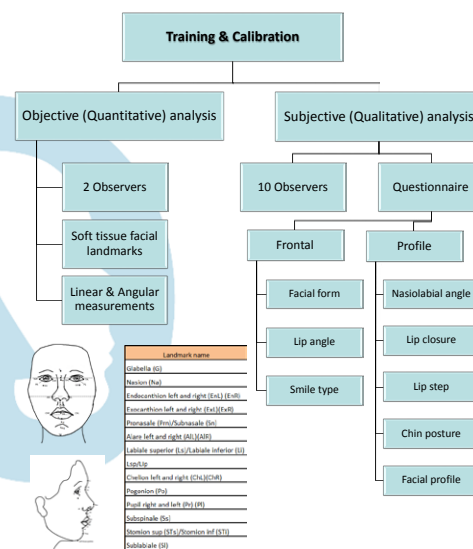 Training & Calibration
Objective (Quantitative) analysis
Subjective (Qualitative) analysis
2 Observers
Soft tissue facial
landmarks
Linear & Angular
measurements
10 Observers
Questionnaire
Frontal
Profile
Facial form
Lip angle
Smile type
Nasiolabial angle
Lip closure
Lip step
Chin posture
Facial profile
Landmark name
Glabella (G)
Nasion (Na)
Endocanthion left and right (EnL) (EnR)
Exocanthion left and right (ExL)(ExR)
Pronasale (Prn)/Subnasale (Sn)
Alare left and right (AlL)(AlR)
Labiale superior (Ls)/Labiale inferior (Li)
Lsp/Lip
Cheilon left and right (ChL)(ChR)
Pogonion (Po)
Pupil right and left (Pr) (Pl)
Subspinale (Ss)
Stomion sup (STs)/Stomion inf (STi)
Sublabiale (Sl)